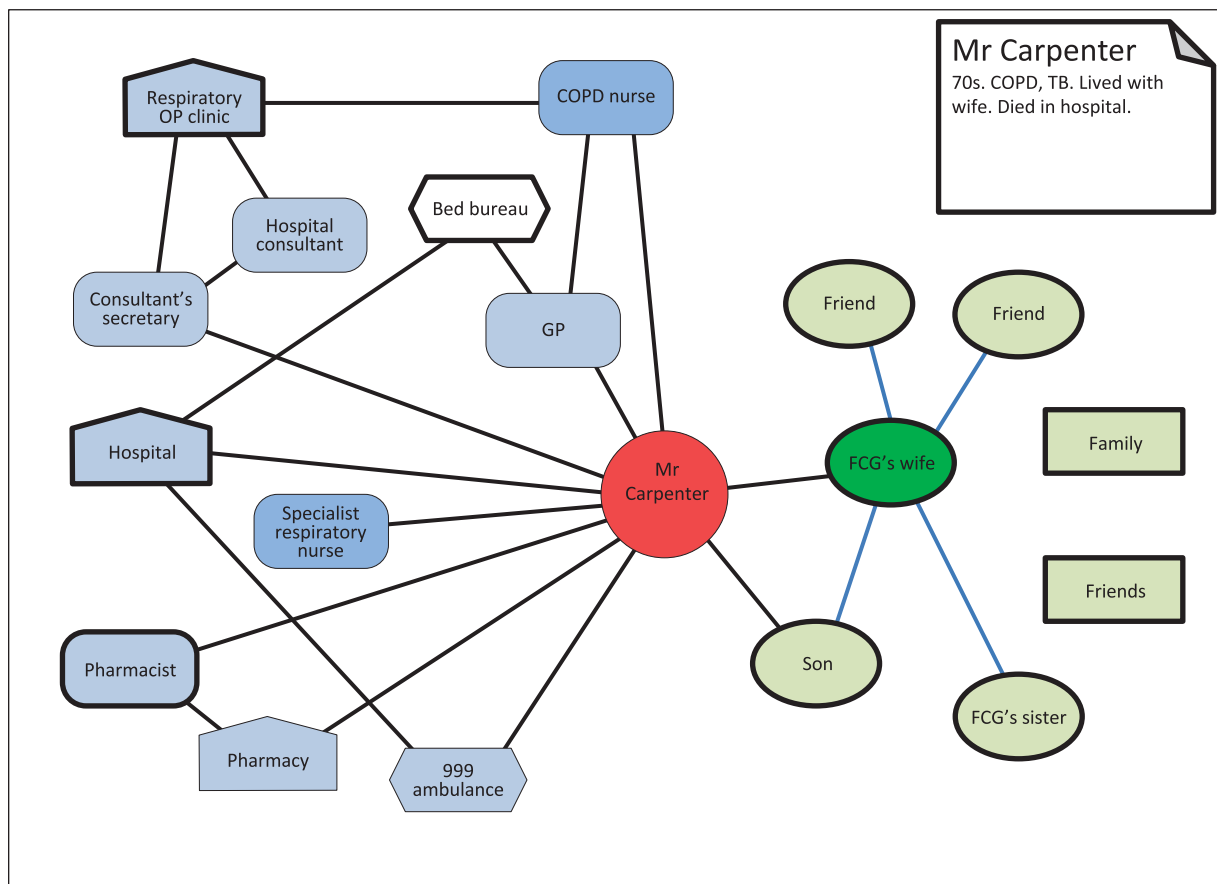 Mr Carpenter
70s. COPD, TB. Lived with
wife. Died in hospital.
Respiratory
OP clinic
COPD nurse
Bed bureau
Hospital
consultant
Consultant's
secretary
GP
Friend
Friend
Hospital
Mr
Carpenter
FCG's wife
Family
Specialist
respiratory
nurse
Friends
Pharmacist
Son
FCG's sister
Pharmacy
999
ambulance